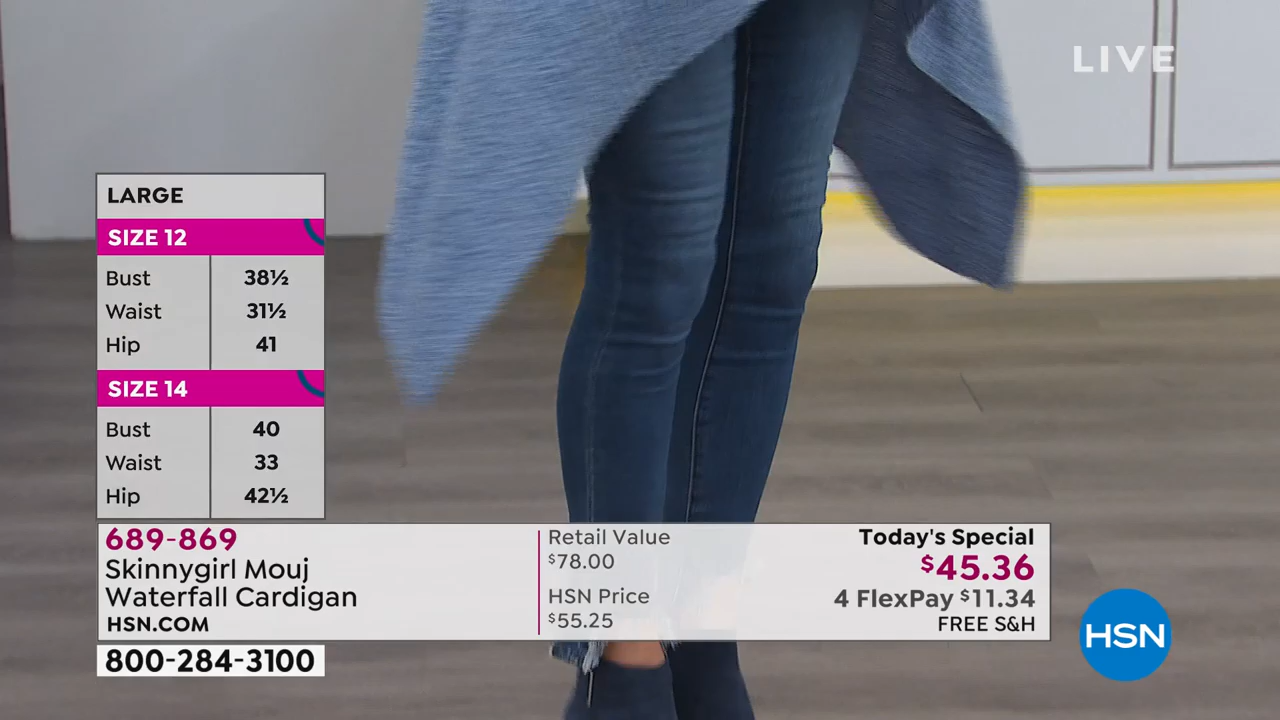 LIVE
LARGE
SIZE 12
Bust 38½
Waist 31½
Hip 41
SIZE 14
Bust 40
Waist 33
Hip 42½
689-869
Skinnygirl Mouj
Waterfall Cardigan
HSN.COM
800-284-3100
Retail Value
$78.00
HSN Price
$55.25
Today's Special
$45.36
4 FlexPay $11.34
FREE S&H
HSN